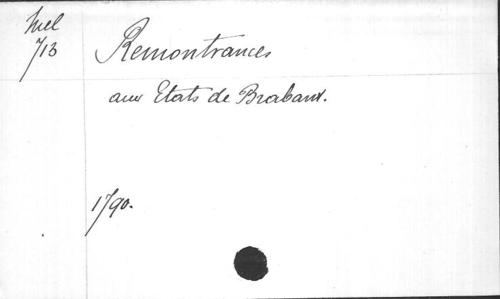 Mel
713
Remontrances
aux Etats de Brabant.
1790.